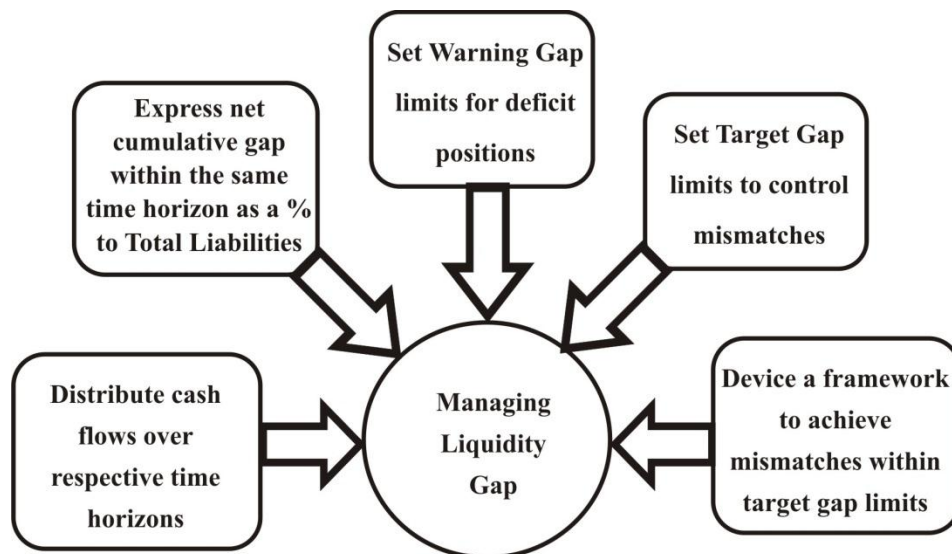 Set Warning Gap
limits for deficit
positions
Express net
cumulative gap
within the same
time horizon as a %
to Total Liabilities
Set Target Gap
limits to control
mismatches
Distribute cash
flows over
respective time
horizons
Managing
Liquidity
Gap
Device a framework
to achieve
mismatches within
target gap limits